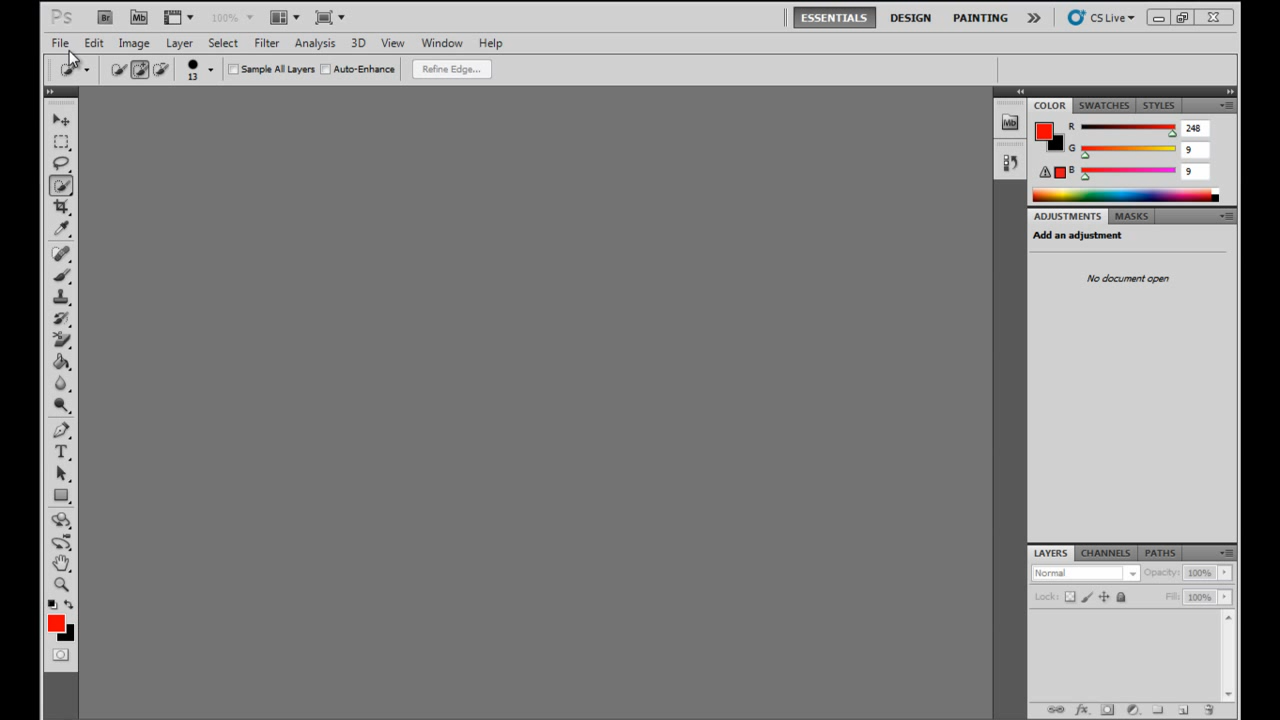 Ps Br Mb 100% ESSENTIALS DESIGN PAINTING CS Live
File Edit Image Layer Select Filter Analysis 3D View Window Help
13 Sample All Layers Auto-Enhance Refine Edge...
COLOR SWATCHES STYLES
Mb
R 248
G 9
B 9
ADJUSTMENTS MASKS
Add an adjustment
No document open
T
LAYERS CHANNELS PATHS
Normal Opacity: 100%
Lock: Fill: 100%
fx